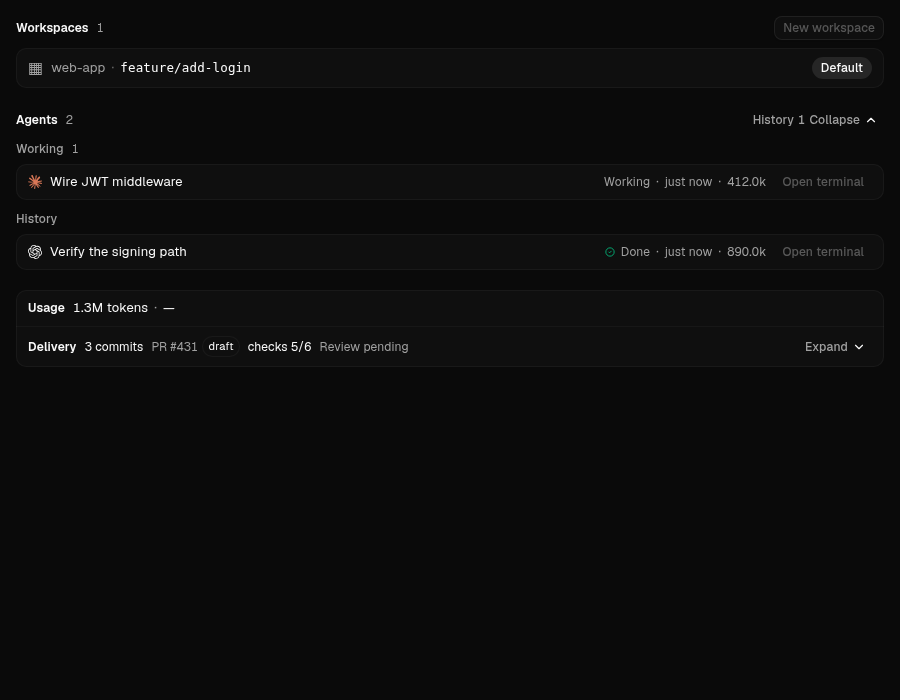 Workspaces 1
New workspace
web-app · feature/add-login
Default
Agents 2
History 1 Collapse
Working 1
Wire JWT middleware
Working · just now · 412.0k Open terminal
History
Verify the signing path
Done · just now · 890.0k Open terminal
Usage 1.3M tokens · —
Delivery 3 commits PR #431 draft checks 5/6 Review pending
Expand